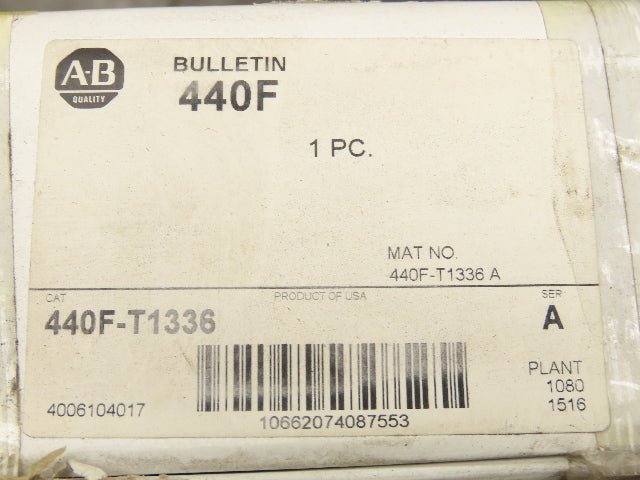 A-B
QUALITY
BULLETIN
440F
1 PC.
MAT NO.
440F-T1336 A
CAT
PRODUCT OF USA
SER
440F-T1336
A
PLANT
1080
1516
4006104017
10662074087553